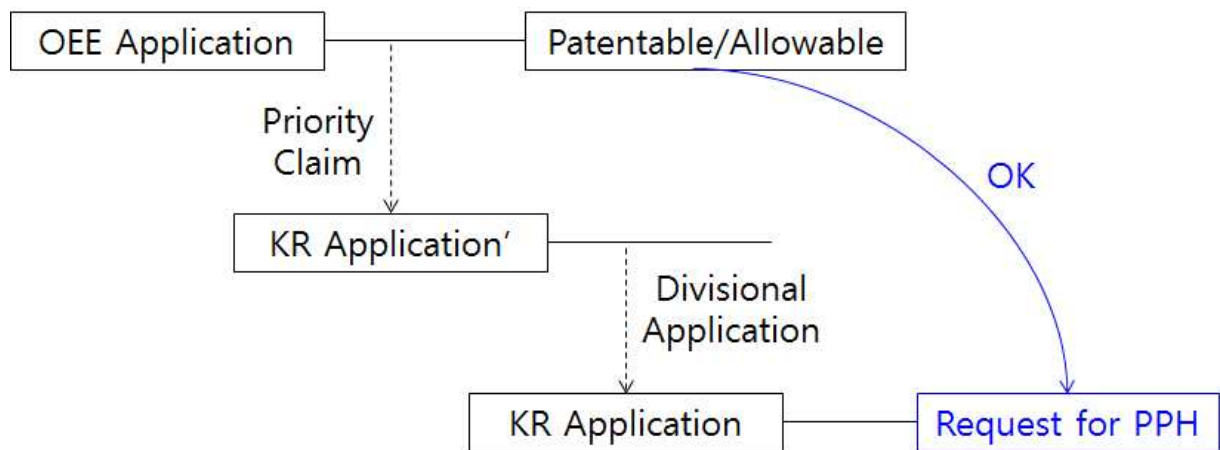 OEE Application
Patentable/Allowable
Priority
Claim
OK
KR Application′
Divisional
Application
KR Application
Request for PPH